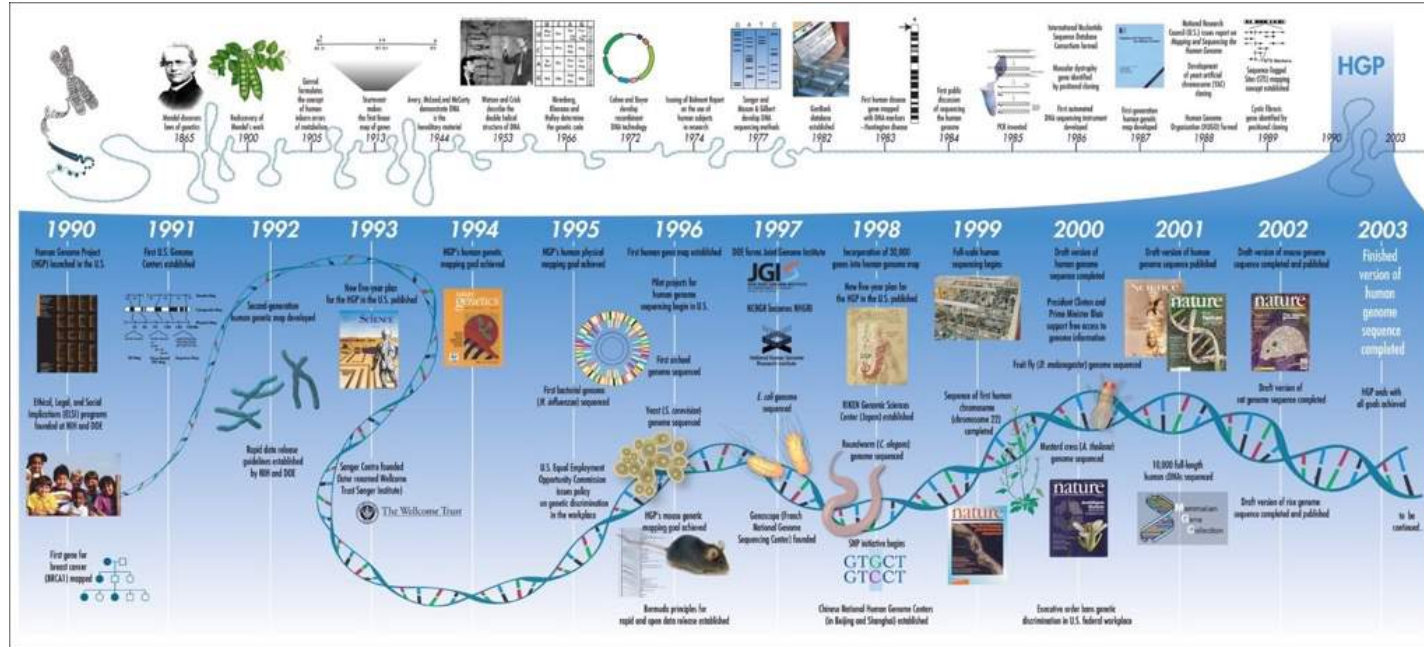 Mendel discovers
laws of genetics
1865
Rediscovery of
Mendel's work
1900
Garrod
formulates
the concept
of human
inborn errors
of metabolism
1905
Sturtevant
makes
the first linear
map of genes
1913
Avery, McLeod, and McCarty
demonstrate DNA
is the
hereditary material
1944
Watson and Crick
describe the
double helical
structure of DNA
1953
Nirenberg,
Khorana and
Holley determine
the genetic code
1966
Cohen and Boyer
develop
recombinant
DNA technology
1972
Issuing of Belmont Report
on the use of
human subjects
in research
1974
G A T C
Sanger and
Maxam & Gilbert
develop DNA
sequencing methods
1977
GenBank
database
established
1982
4
First human disease
gene mapped
with DNA markers
—Huntington disease
1983
First public
discussion
of sequencing
the human
genome
1984
PCR invented
1985
International Nucleotide
Sequence Database
Consortium formed
Muscular dystrophy
gene identified
by positional cloning
First automated
DNA sequencing instrument
developed
1986
First-generation
human genetic
map developed
1987
National Research
Council (U.S.) issues report on
Mapping and Sequencing the
Human Genome
Development
of yeast artificial
chromosome (YAC)
cloning
Human Genome
Organization (HUGO) formed
1988
Sequence-Tagged
Sites (STS) mapping
concept established
Cystic fibrosis
gene identified by
positional cloning
1989
HGP
1990
2003
1990
Human Genome Project
(HGP) launched in the U.S.
Ethical, Legal, and Social
Implications (ELSI) programs
founded at NIH and DOE
First gene for
breast cancer
(BRCA1) mapped
1991
First U.S. Genome
Centers established
1992
Second-generation
human genetic map developed
Rapid data release
guidelines established
by NIH and DOE
1993
New five-year plan
for the HGP in the U.S. published
Science
Sanger Centre founded
(later renamed Wellcome
Trust Sanger Institute)
The Wellcome Trust
1994
HGP's human genetic
mapping goal achieved
genetics
1995
HGP's human physical
mapping goal achieved
First bacterial genome
(H. influenzae) sequenced
U.S. Equal Employment
Opportunity Commission
issues policy
on genetic discrimination
in the workplace
1996
First human gene map established
Pilot projects for
human genome
sequencing begin in U.S.
First archaeal
genome sequenced
Yeast (S. cerevisiae)
genome sequenced
HGP's mouse genetic
mapping goal achieved
Bermuda principles for
rapid and open data release established
1997
DOE forms Joint Genome Institute
JGI
NCHGR becomes NHGRI
National Human Genome
Research Institute
E. coli genome
sequenced
Genoscope (French
National Genome
Sequencing Center) founded
1998
Incorporation of 30,000
genes into human genome map
New five-year plan for
the HGP in the U.S. published
RIKEN Genomic Sciences
Center (Japan) established
Roundworm (C. elegans)
genome sequenced
SNP initiative begins
GTGCT
GTCCT
Chinese National Human Genome Centers
(in Beijing and Shanghai) established
1999
Full-scale human
sequencing begins
Sequence of first human
chromosome
(chromosome 22)
completed
nature
2000
Draft version of
human genome
sequence completed
President Clinton and
Prime Minister Blair
support free access to
genome information
Fruit fly (D. melanogaster) genome sequenced
Mustard cress (A. thaliana)
genome sequenced
nature
Executive order bans genetic
discrimination in U.S. federal workplace
2001
Draft version of human
genome sequence published
Science
nature
10,000 full-length
human cDNAs sequenced
Mammalian
Gene
Collection
2002
Draft version of mouse genome
sequence completed and published
nature
Draft version of
rat genome sequence completed
Draft version of rice genome
sequence completed and published
2003
Finished
version of
human
genome
sequence
completed
HGP ends with
all goals achieved
to be
continued...